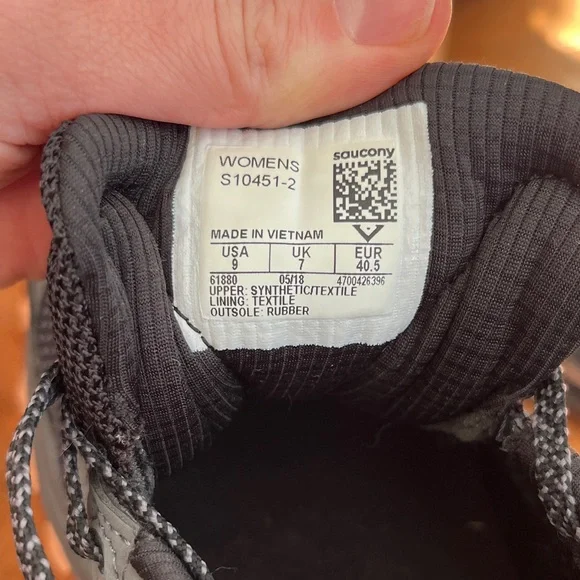 WOMENS
S10451-2
saucony
MADE IN VIETNAM
USA UK EUR
9 7 40.5
61880 05/18 4700426396
UPPER: SYNTHETIC/TEXTILE
LINING: TEXTILE
OUTSOLE: RUBBER